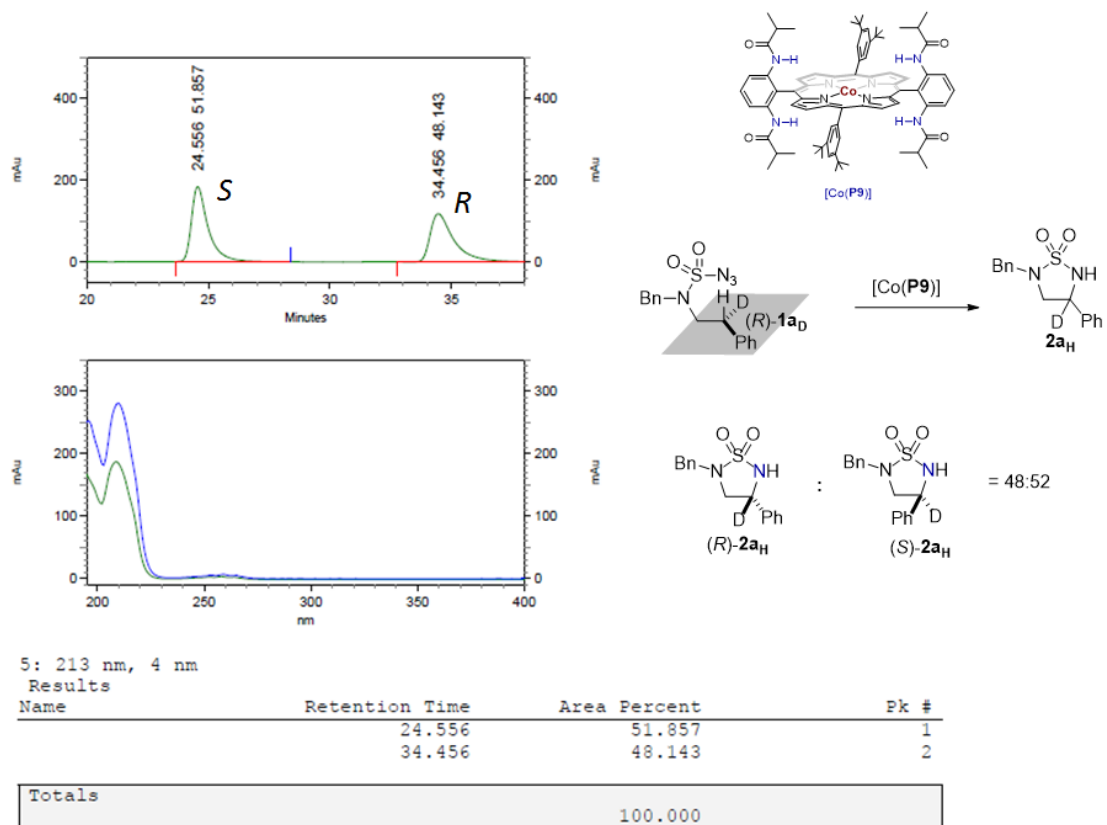 400
200
0
mAu
24.556 51.857
S
34.456 48.143
R
400
200
0
mAu
20 25 30 35
Minutes
300
200
100
0
mAu
300
200
100
0
mAu
200 250 300 350 400
nm
O
N-H
N-H
O
N N
Co
N N
O
H-N
H-N
O
[Co(P9)]
O O
S N3
N H
BnN
D
(R)-1aD
Ph
[Co(P9)]
O O
S
BnN NH
D Ph
2aH
O O
S
BnN NH
D Ph
(R)-2aH
:
O O
S
BnN NH
Ph D
(S)-2aH
= 48:52
5: 213 nm, 4 nm
Results
Name Retention Time Area Percent Pk #
24.556 51.857 1
34.456 48.143 2
Totals
100.000